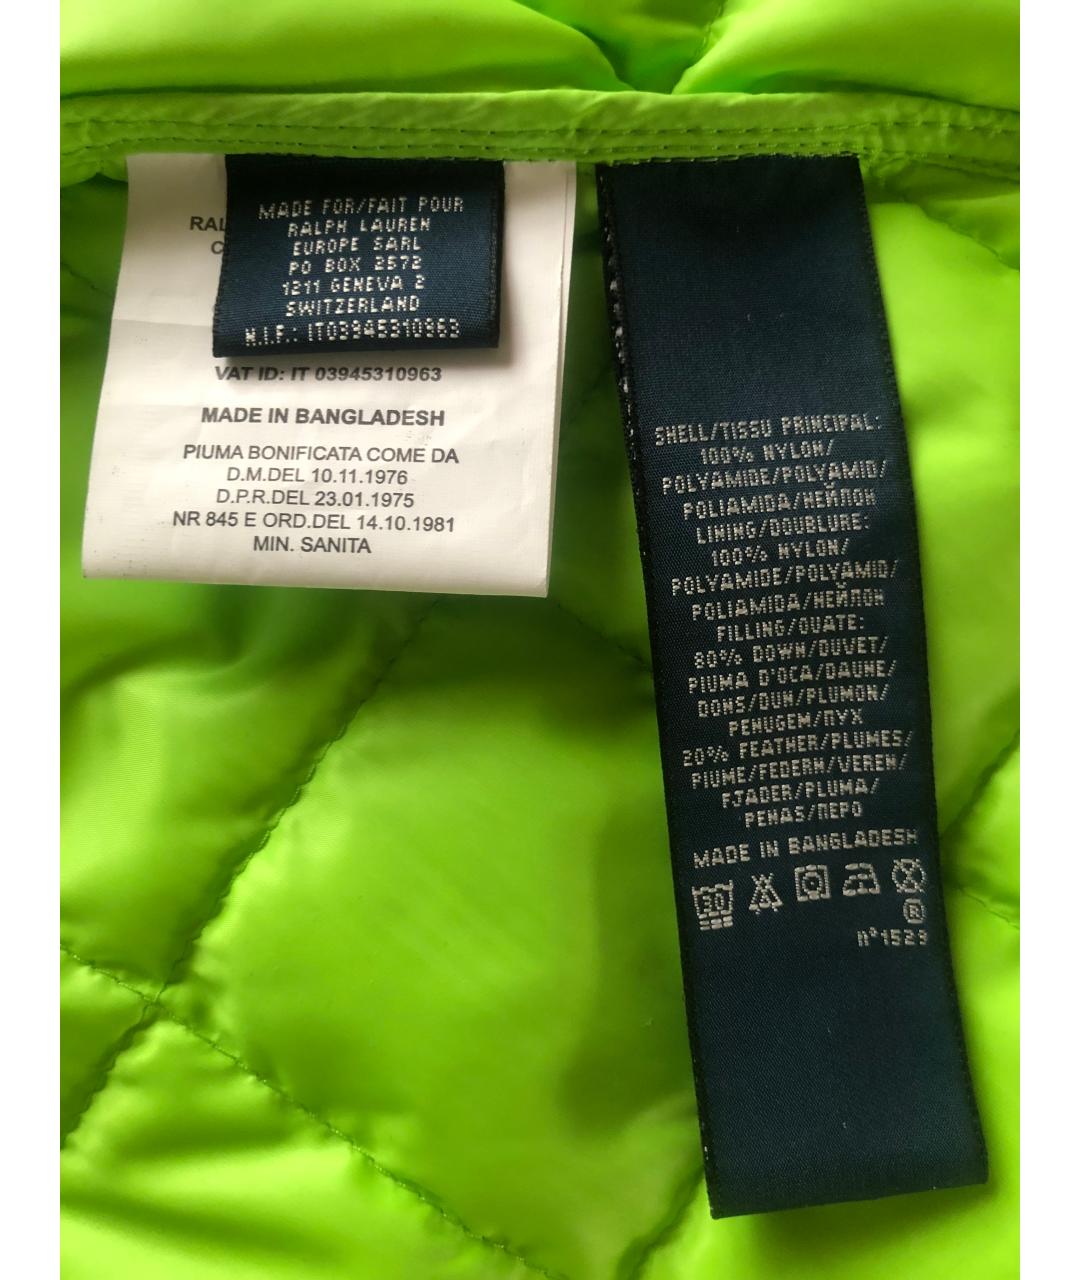 MADE FOR/FAIT POUR
RALPH LAUREN
EUROPE SARL
PO BOX 2572
1211 GENEVA 2
SWITZERLAND
N.I.F.: IT03945310963
VAT ID: IT 03945310963
MADE IN BANGLADESH
PIUMA BONIFICATA COME DA
D.M.DEL 10.11.1976
D.P.R.DEL 23.01.1975
NR 845 E ORD.DEL 14.10.1981
MIN. SANITA
SHELL/TISSU PRINCIPAL:
100% NYLON/
POLYAMIDE/POLYAMID/
POLIAMIDA/НЕЙЛОН
LINING/DOUBLURE:
100% NYLON/
POLYAMIDE/POLYAMID/
POLIAMIDA/НЕЙЛОН
FILLING/OUATE:
80% DOWN/DUVET/
PIUMA D'OCA/DAUNE/
DONS/DUN/PLUMON/
PENUGEM/ПУХ
20% FEATHER/PLUMES/
PIUME/FEDERN/VEREN/
FJADER/PLUMA/
PENAS/ПЕРО
MADE IN BANGLADESH
30
®
n°1523